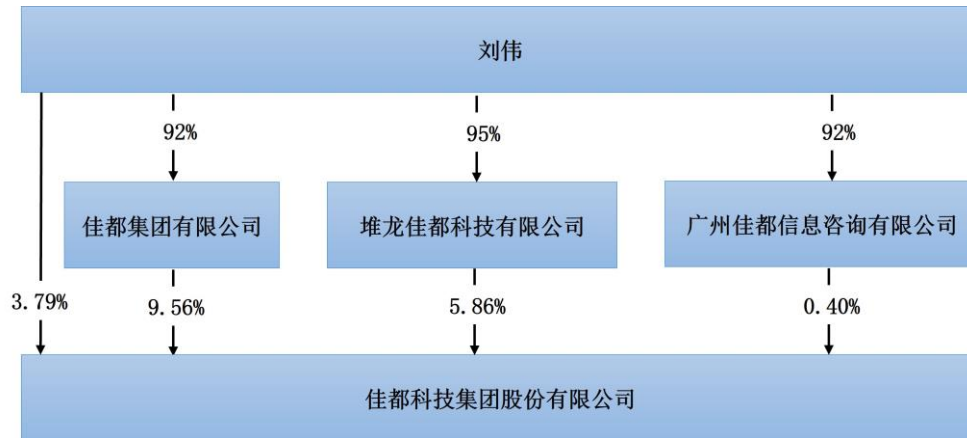 刘伟
92%
95%
92%
佳都集团有限公司
堆龙佳都科技有限公司
广州佳都信息咨询有限公司
3.79%
9.56%
5.86%
0.40%
佳都科技集团股份有限公司